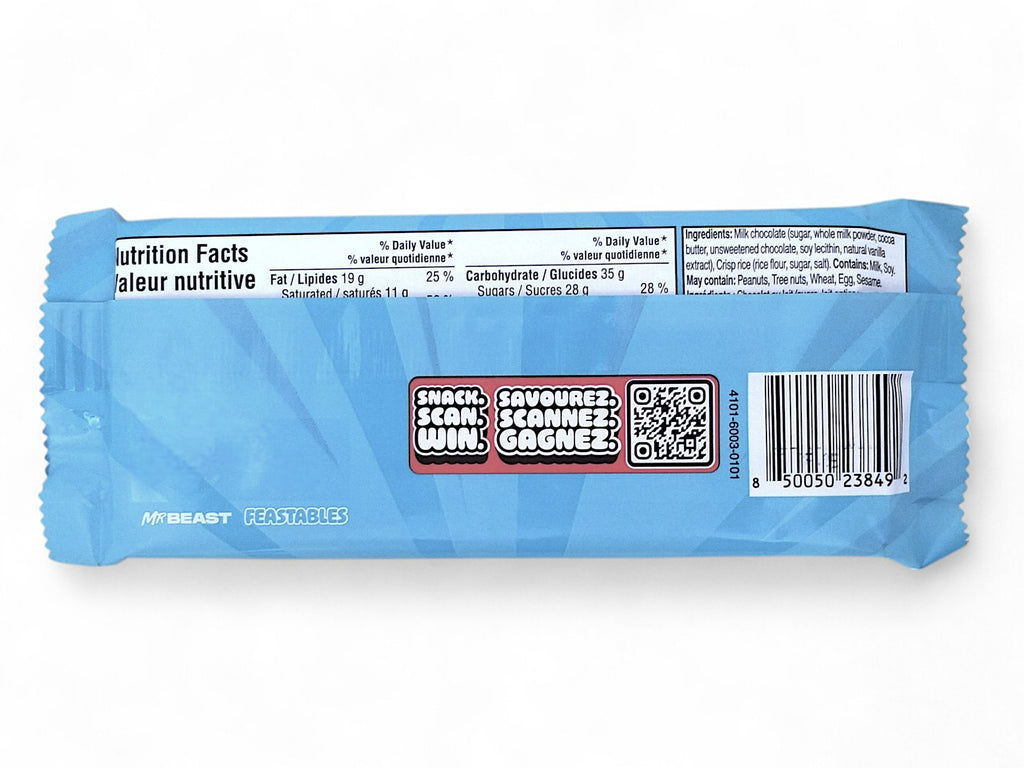 utrition Facts
aleur nutritive
% Daily Value*
% valeur quotidienne*
Fat / Lipides 19 g 25 %
Saturated / saturés 11 g
% Daily Value*
% valeur quotidienne*
Carbohydrate / Glucides 35 g
Sugars / Sucres 28 g 28 %
Ingredients: Milk chocolate (sugar, whole milk powder, cocoa
butter, unsweetened chocolate, soy lecithin, natural vanilla
extract), Crisp rice (rice flour, sugar, salt). Contains: Milk, Soy.
May contain: Peanuts, Tree nuts, Wheat, Egg, Sesame.
SNACK.
SCAN.
WIN.
SAVOUREZ.
SCANNEZ.
GAGNEZ.
4101-6003-0101
8 50050 23849 2
MRBEAST FEASTABLES